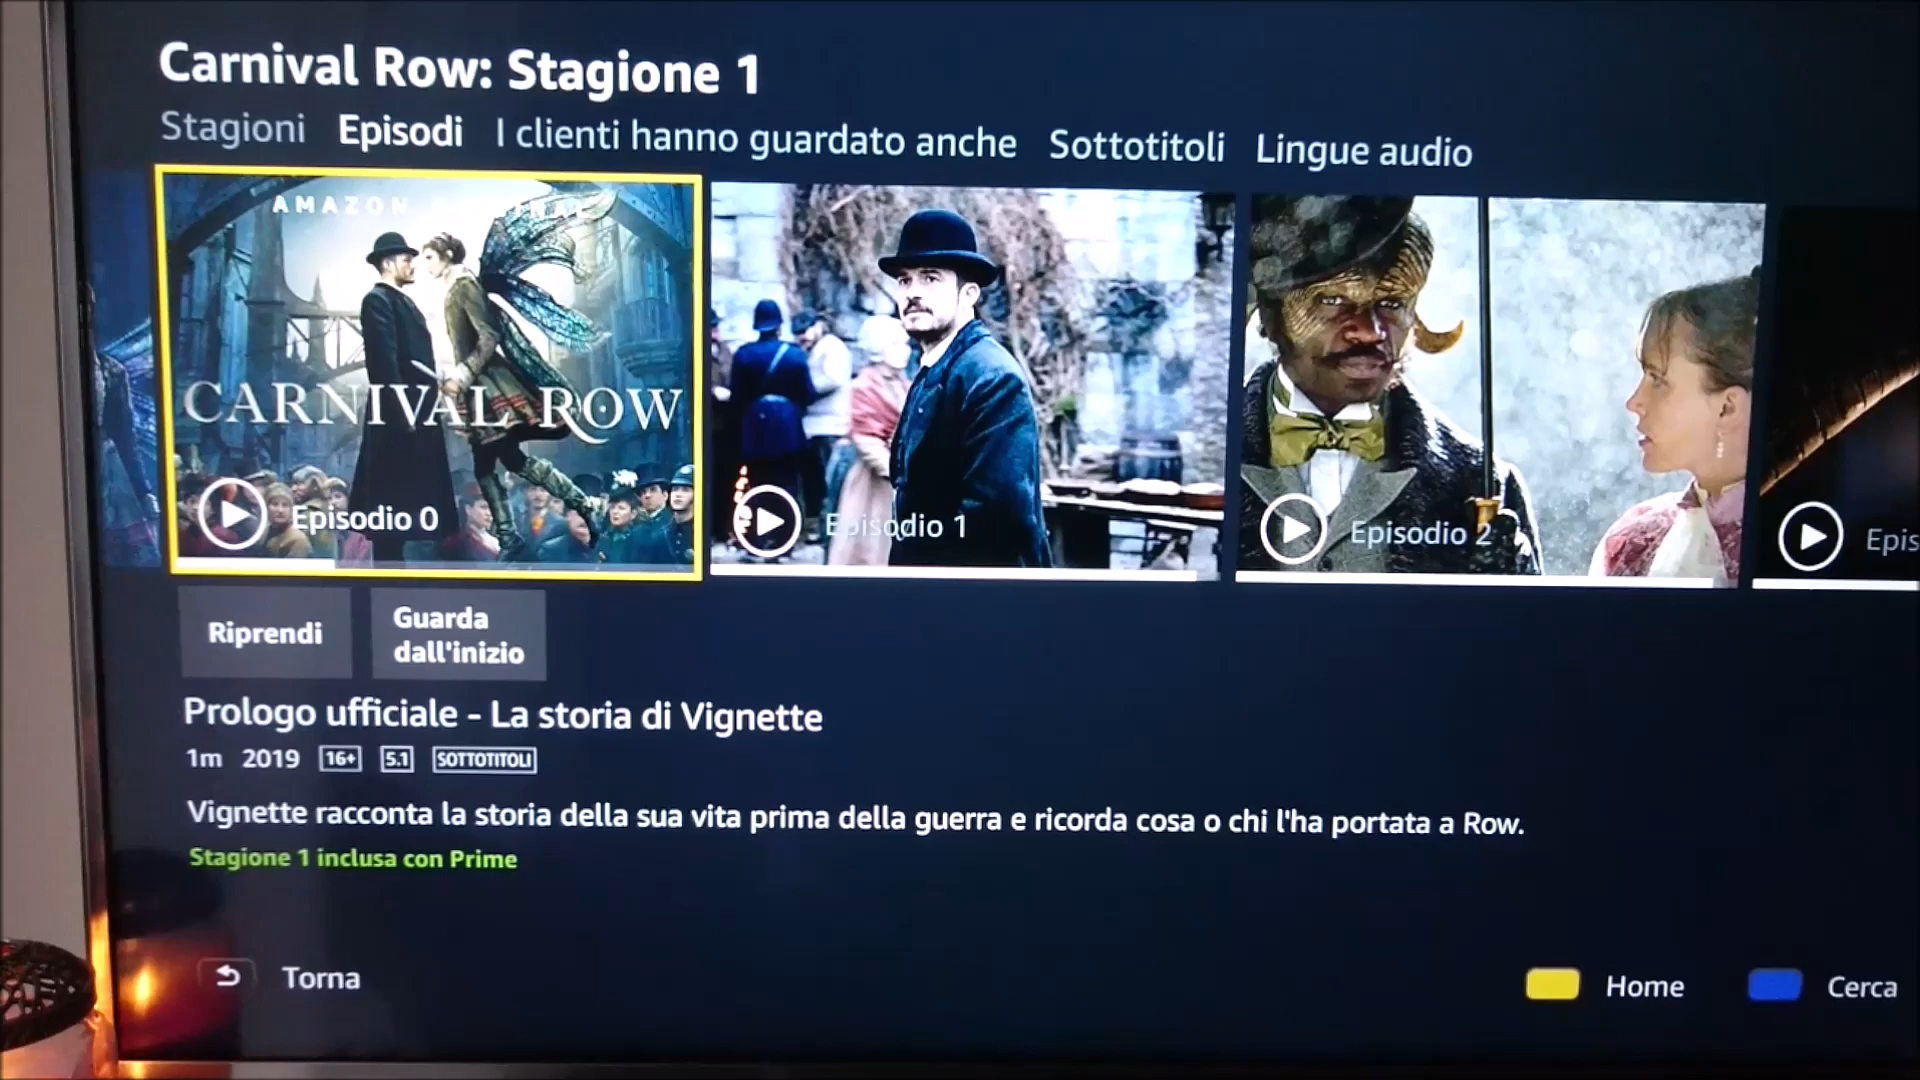 Carnival Row: Stagione 1
Stagioni Episodi I clienti hanno guardato anche Sottotitoli Lingue audio
AMAZON
CARNIVAL ROW
Episodio 0
Episodio 1
Episodio 2
Epis
Riprendi
Guarda
dall'inizio
Prologo ufficiale - La storia di Vignette
1m 2019 16+ 5.1 SOTTOTITOLI
Vignette racconta la storia della sua vita prima della guerra e ricorda cosa o chi l'ha portata a Row.
Stagione 1 inclusa con Prime
Torna
Home
Cerca